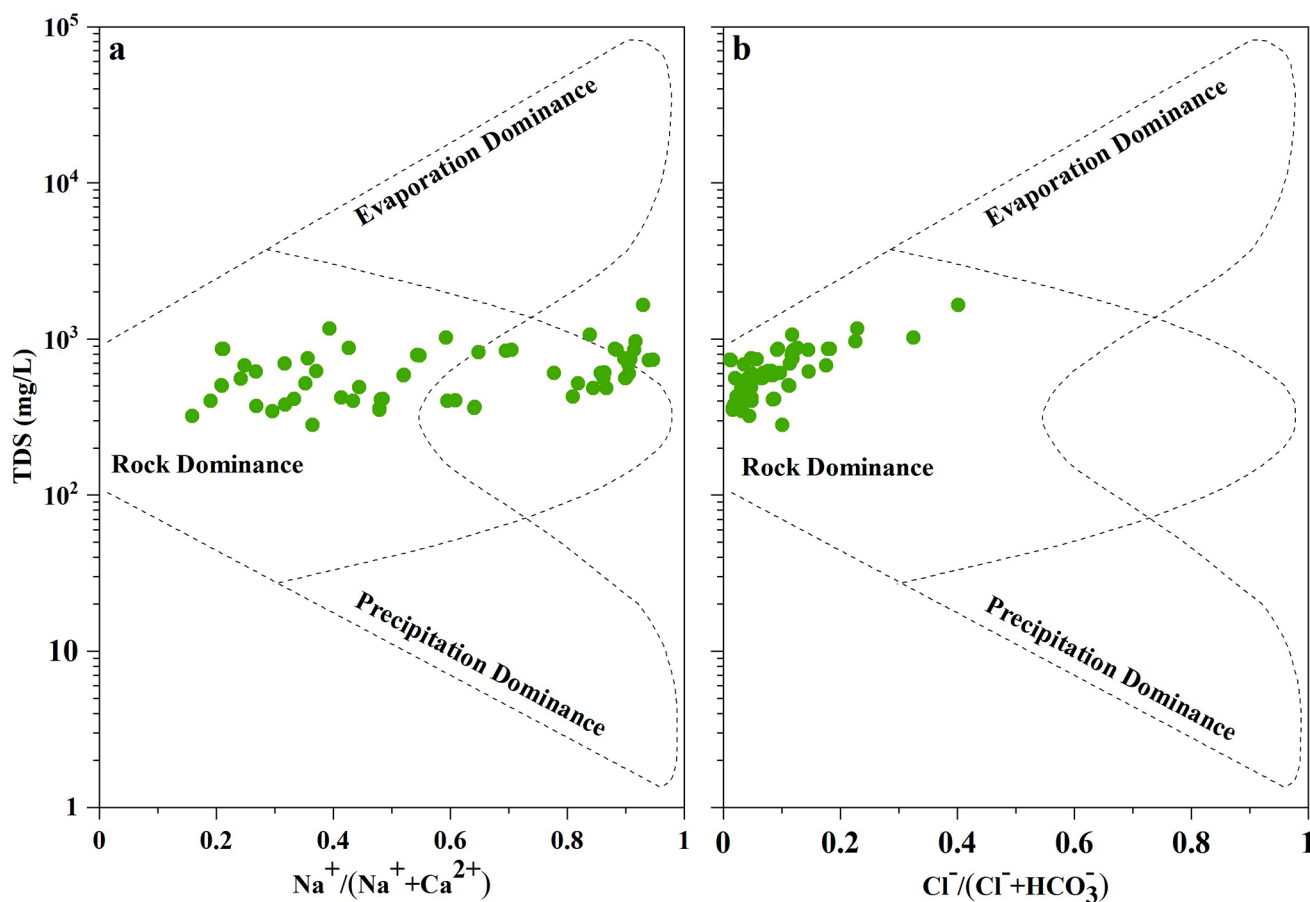 a
b
TDS (mg/L)
10⁵
10⁴
10³
10²
10
1
Evaporation Dominance
Rock Dominance
Precipitation Dominance
0 0.2 0.4 0.6 0.8 1
Na⁺/(Na⁺+Ca²⁺)
Evaporation Dominance
Rock Dominance
Precipitation Dominance
0 0.2 0.4 0.6 0.8 1
Cl⁻/(Cl⁻+HCO₃⁻)